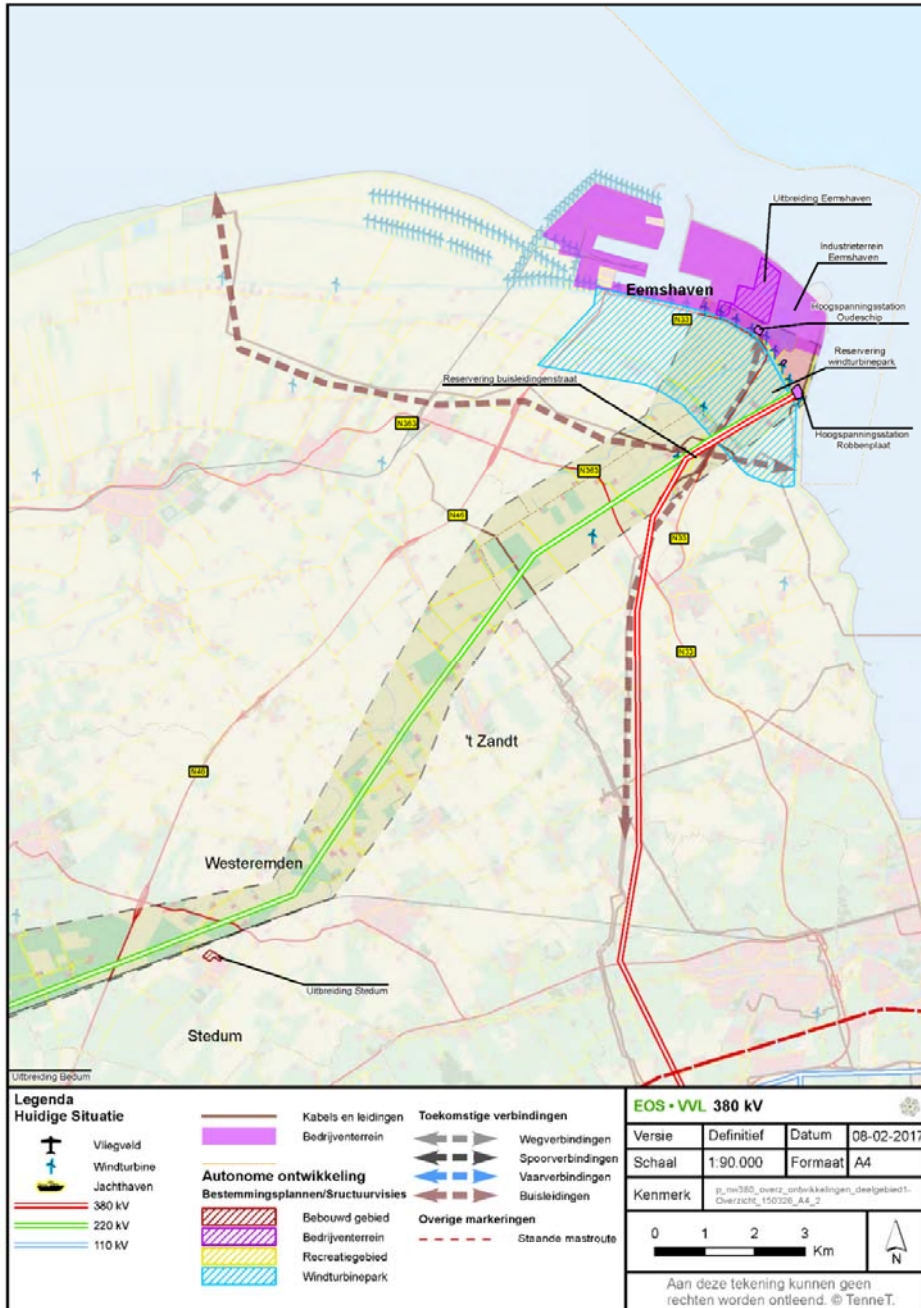 Uitbreiding Eemshaven
Industrieterrein
Eemshaven
Eemshaven
Hoogspanningsstation
Oudeschip
N33
Reservering
windturbinepark
Reservering buisleidingenstraat
N363
Hoogspanningsstation
Robbenplaat
N363
N46
N33
N33
't Zandt
N46
Westeremden
Uitbreiding Stedum
Stedum
Uitbreiding Bedum
Legenda
Huidige Situatie
Vliegveld
Windturbine
Jachthaven
380 kV
220 kV
110 kV
Kabels en leidingen
Bedrijventerrein
Autonome ontwikkeling
Bestemmingsplannen/Sructuurvisies
Bebouwd gebied
Bedrijventerrein
Recreatiegebied
Windturbinepark
Toekomstige verbindingen
Wegverbindingen
Spoorverbindingen
Vaarverbindingen
Buisleidingen
Overige markeringen
Staande mastroute
EOS • VVL 380 kV
Versie Definitief Datum 08-02-2017
Schaal 1:90.000 Formaat A4
Kenmerk p_nw380_overz_ontwikkelingen_deelgebied1-
Overzicht_150326_A4_2
0 1 2 3
Km
N
Aan deze tekening kunnen geen
rechten worden ontleend. © TenneT.